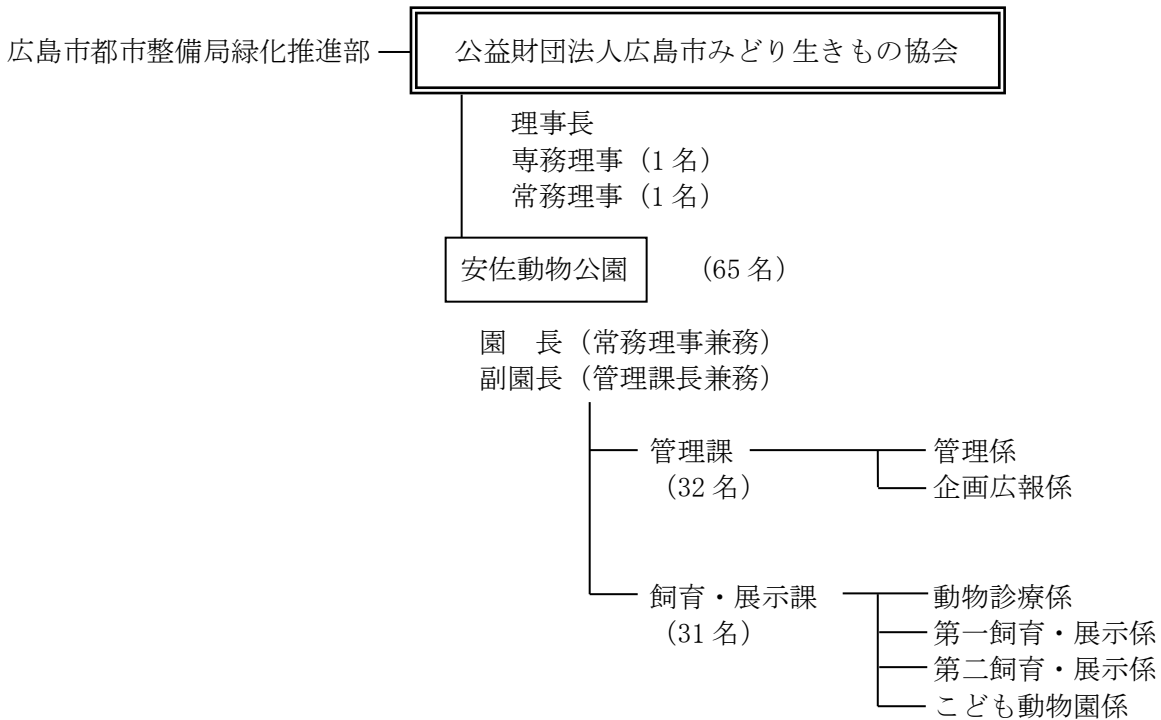 広島市都市整備局緑化推進部
公益財団法人広島市みどり生きもの協会
理事長
専務理事（1 名）
常務理事（1 名）
安佐動物公園
（65 名）
園　長（常務理事兼務）
副園長（管理課長兼務）
管理課
（32 名）
管理係
企画広報係
飼育・展示課
（31 名）
動物診療係
第一飼育・展示係
第二飼育・展示係
こども動物園係